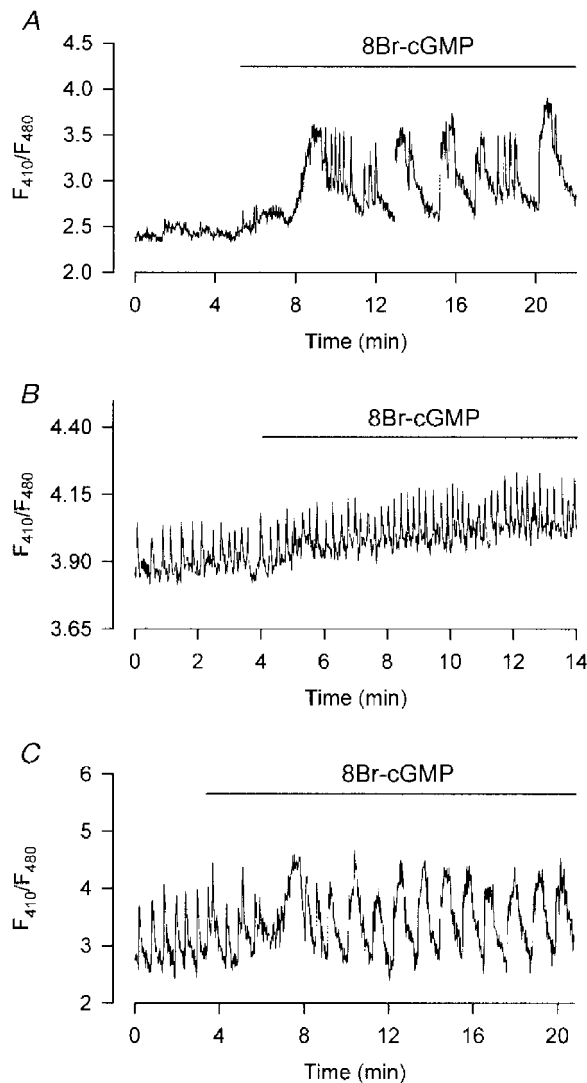 A
8Br-cGMP
4.5
4.0
3.5
3.0
2.5
2.0
F410/F480
0 4 8 12 16 20
Time (min)
B
8Br-cGMP
4.40
4.15
3.90
3.65
F410/F480
0 2 4 6 8 10 12 14
Time (min)
C
8Br-cGMP
6
5
4
3
2
F410/F480
0 4 8 12 16 20
Time (min)